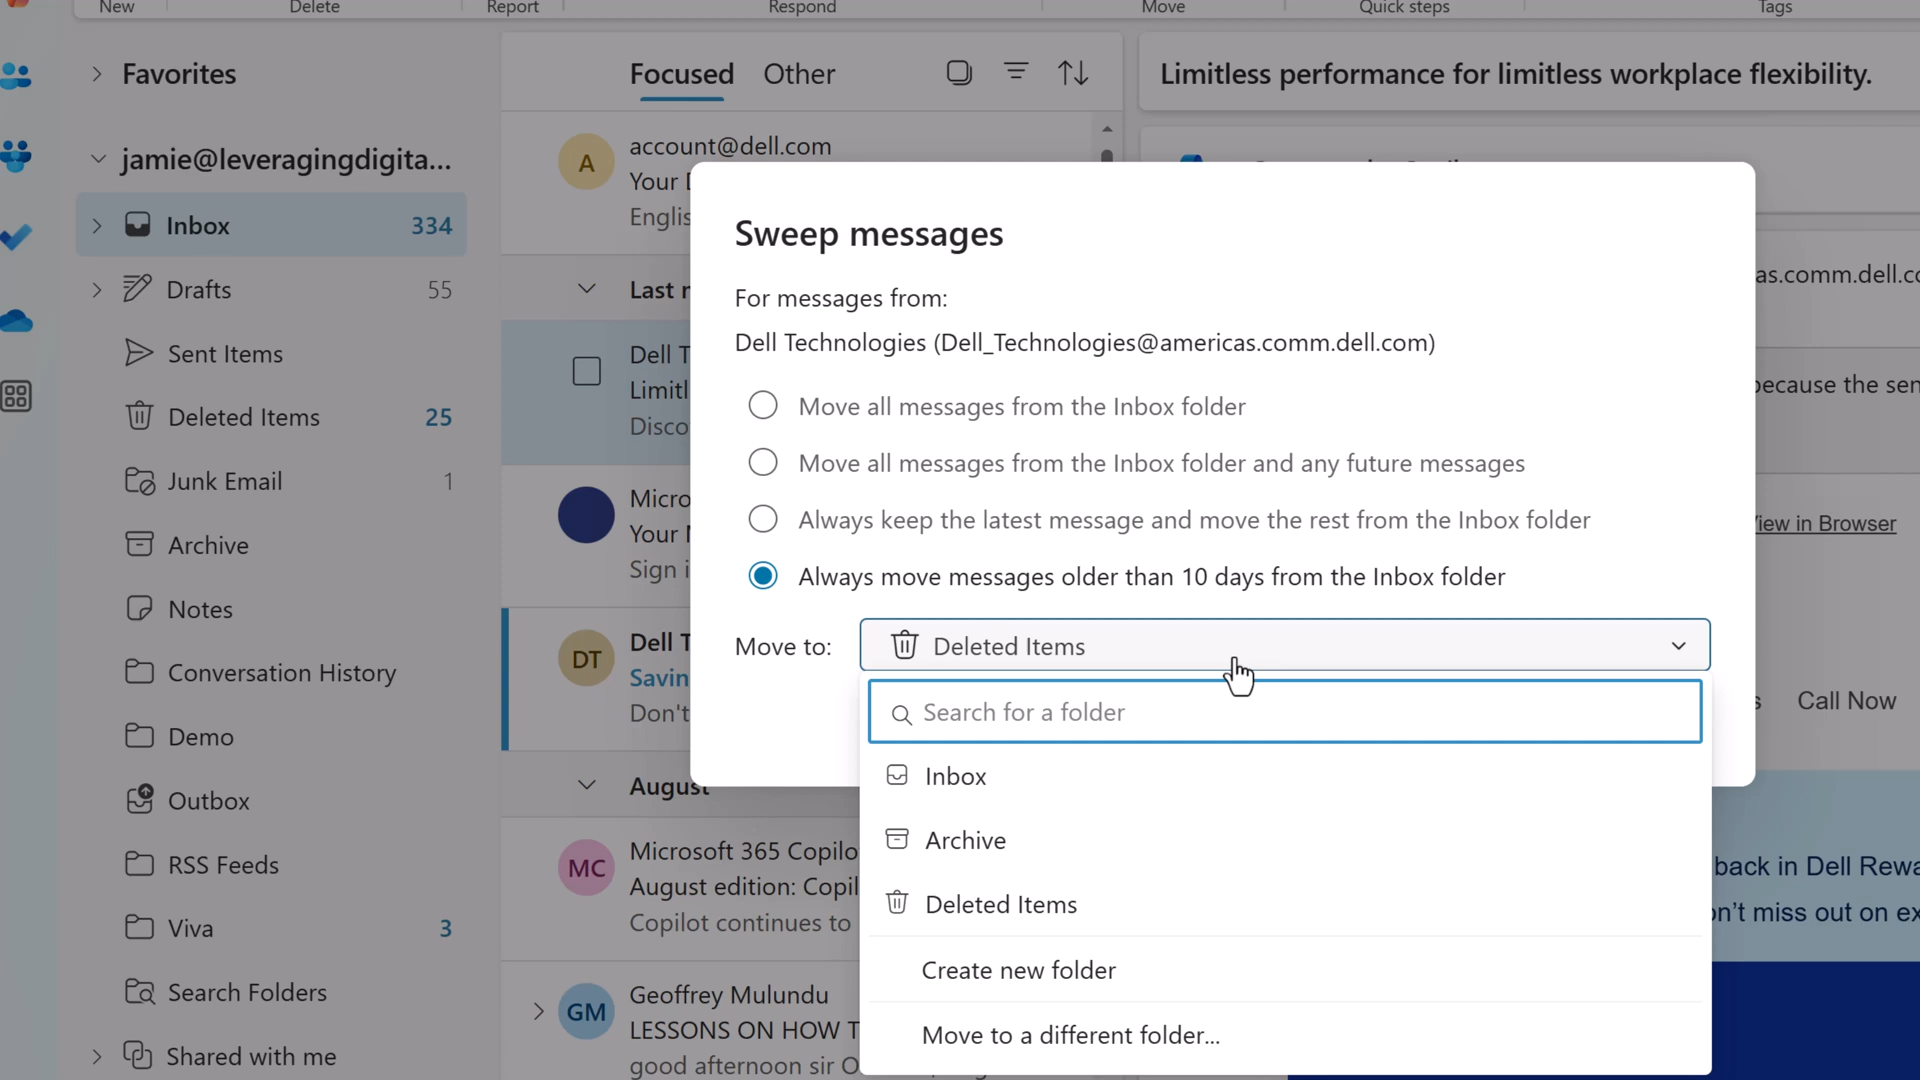 New
Delete
Report
Respond
Move
Quick steps
Tags
Favorites
jamie@leveragingdigita...
Inbox 334
Drafts 55
Sent Items
Deleted Items 25
Junk Email 1
Archive
Notes
Conversation History
Demo
Outbox
RSS Feeds
Viva 3
Search Folders
Shared with me
Focused Other
A
account@dell.com
Your
Englis
Last
Dell T
Limitl
Disco
Micro
Your
Sign i
DT
Dell T
Savin
Don't
August
MC
Microsoft 365 Copilo
August edition: Copil
Copilot continues to
GM
Geoffrey Mulundu
LESSONS ON HOW T
good afternoon sir O
Limitless performance for limitless workplace flexibility.
as.comm.dell.co
because the sen
View in Browser
Call Now
back in Dell Rewa
on't miss out on ex
Sweep messages
For messages from:
Dell Technologies (Dell_Technologies@americas.comm.dell.com)
Move all messages from the Inbox folder
Move all messages from the Inbox folder and any future messages
Always keep the latest message and move the rest from the Inbox folder
Always move messages older than 10 days from the Inbox folder
Move to: Deleted Items
Search for a folder
Inbox
Archive
Deleted Items
Create new folder
Move to a different folder...